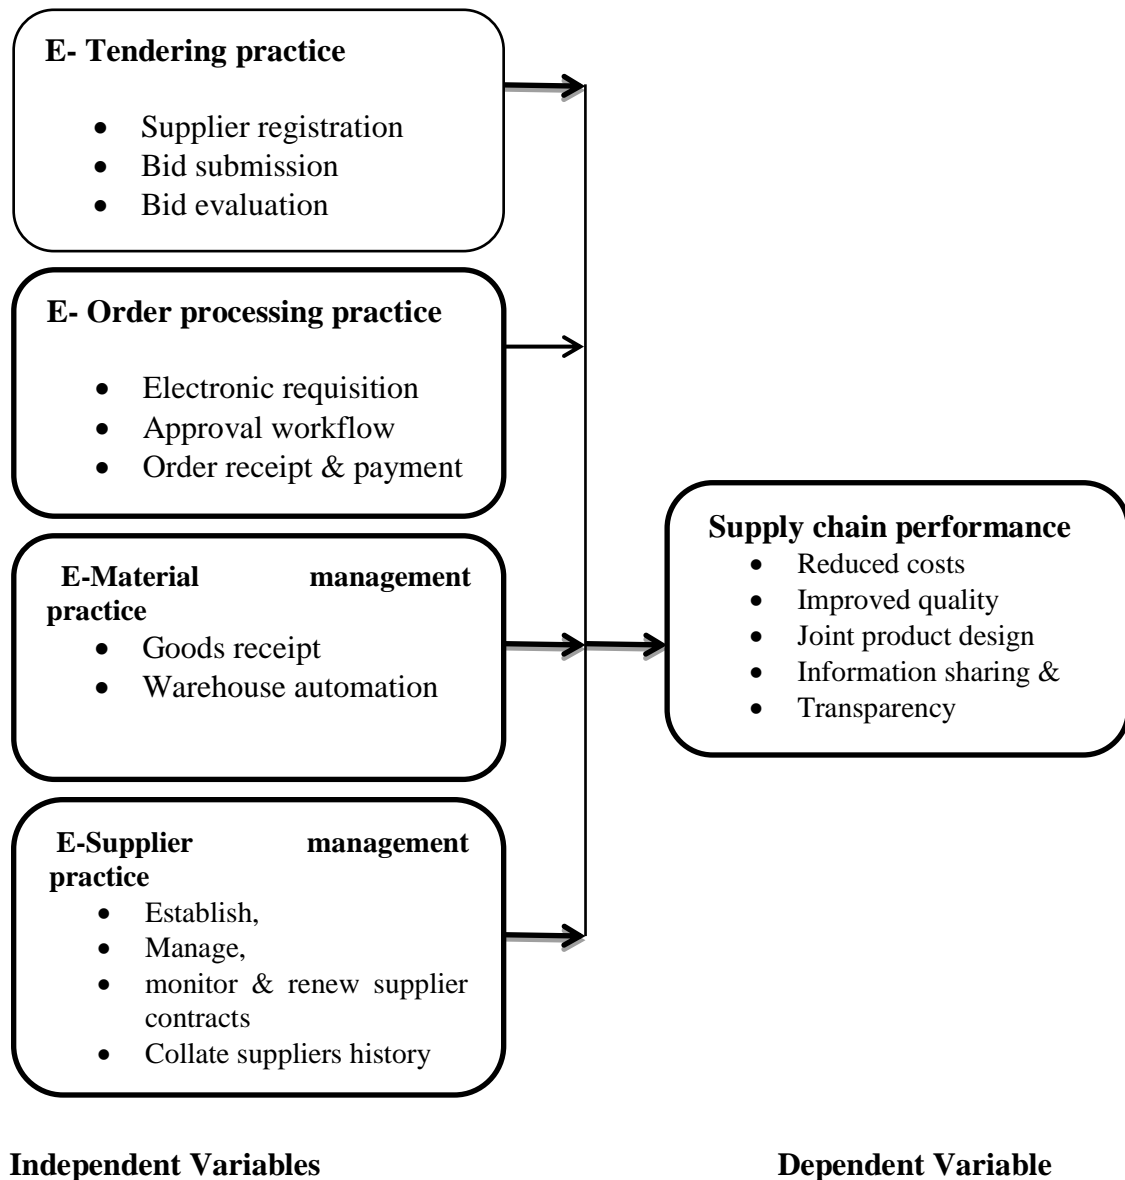 E- Tendering practice
• Supplier registration
• Bid submission
• Bid evaluation
E- Order processing practice
• Electronic requisition
• Approval workflow
• Order receipt & payment
E-Material management
practice
• Goods receipt
• Warehouse automation
E-Supplier management
practice
• Establish,
• Manage,
• monitor & renew supplier
contracts
• Collate suppliers history
Supply chain performance
• Reduced costs
• Improved quality
• Joint product design
• Information sharing &
• Transparency
Independent Variables
Dependent Variable